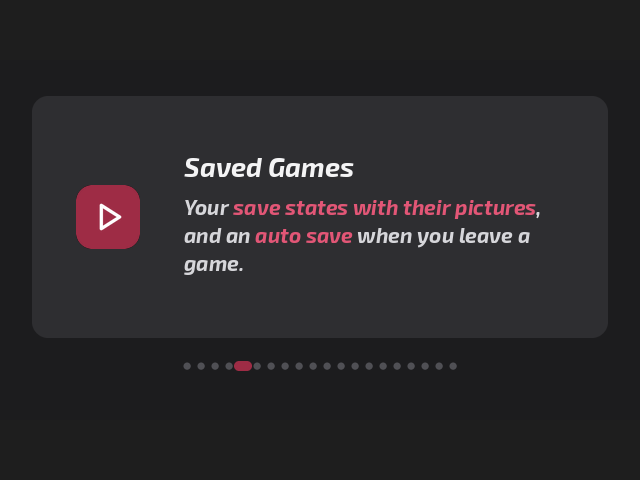 Saved Games
Your save states with their pictures,
and an auto save when you leave a
game.